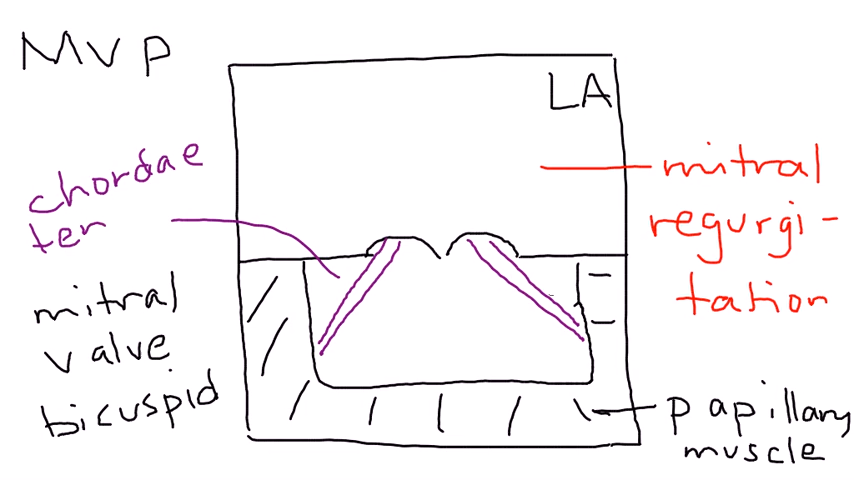 MVP
LA
chordae
ten
mitral
regurgi-
tation
mitral
valve
bicuspid
papillary
muscle